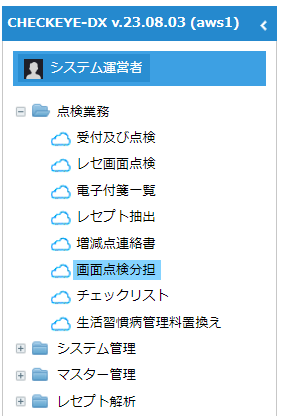 CHECKEYE-DX v.23.08.03 (aws1)
システム運営者
点検業務
受付及び点検
レセ画面点検
電子付箋一覧
レセプト抽出
増減点連絡書
画面点検分担
チェックリスト
生活習慣病管理料置換え
システム管理
マスター管理
レセプト解析